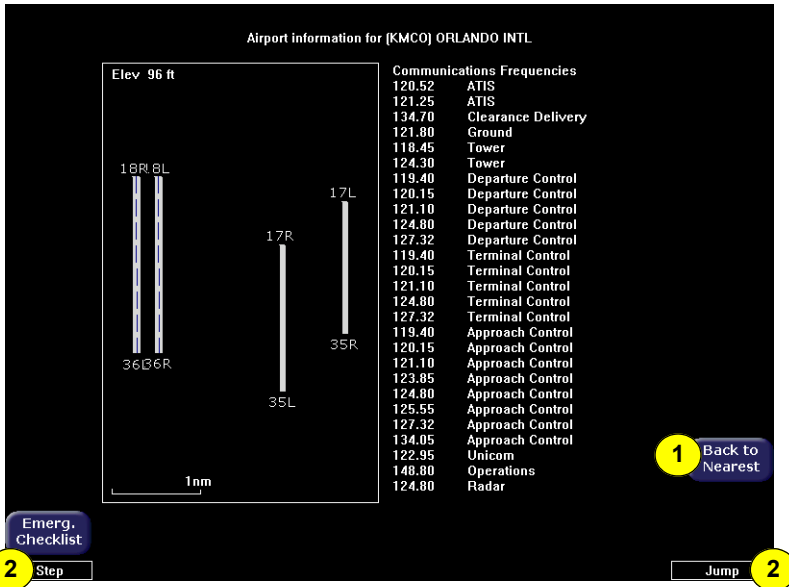 Airport information for (KMCO) ORLANDO INTL
Elev 96 ft
18R 18L
17L
17R
36L 36R
35R
35L
1nm
Communications Frequencies
120.52 ATIS
121.25 ATIS
134.70 Clearance Delivery
121.80 Ground
118.45 Tower
124.30 Tower
119.40 Departure Control
120.15 Departure Control
121.10 Departure Control
124.80 Departure Control
127.32 Departure Control
119.40 Terminal Control
120.15 Terminal Control
121.10 Terminal Control
124.80 Terminal Control
127.32 Terminal Control
119.40 Approach Control
120.15 Approach Control
121.10 Approach Control
123.85 Approach Control
124.80 Approach Control
125.55 Approach Control
127.32 Approach Control
134.05 Approach Control
122.95 Unicom
148.80 Operations
124.80 Radar
1 Back to
Nearest
Emerg.
Checklist
2 Step
Jump 2